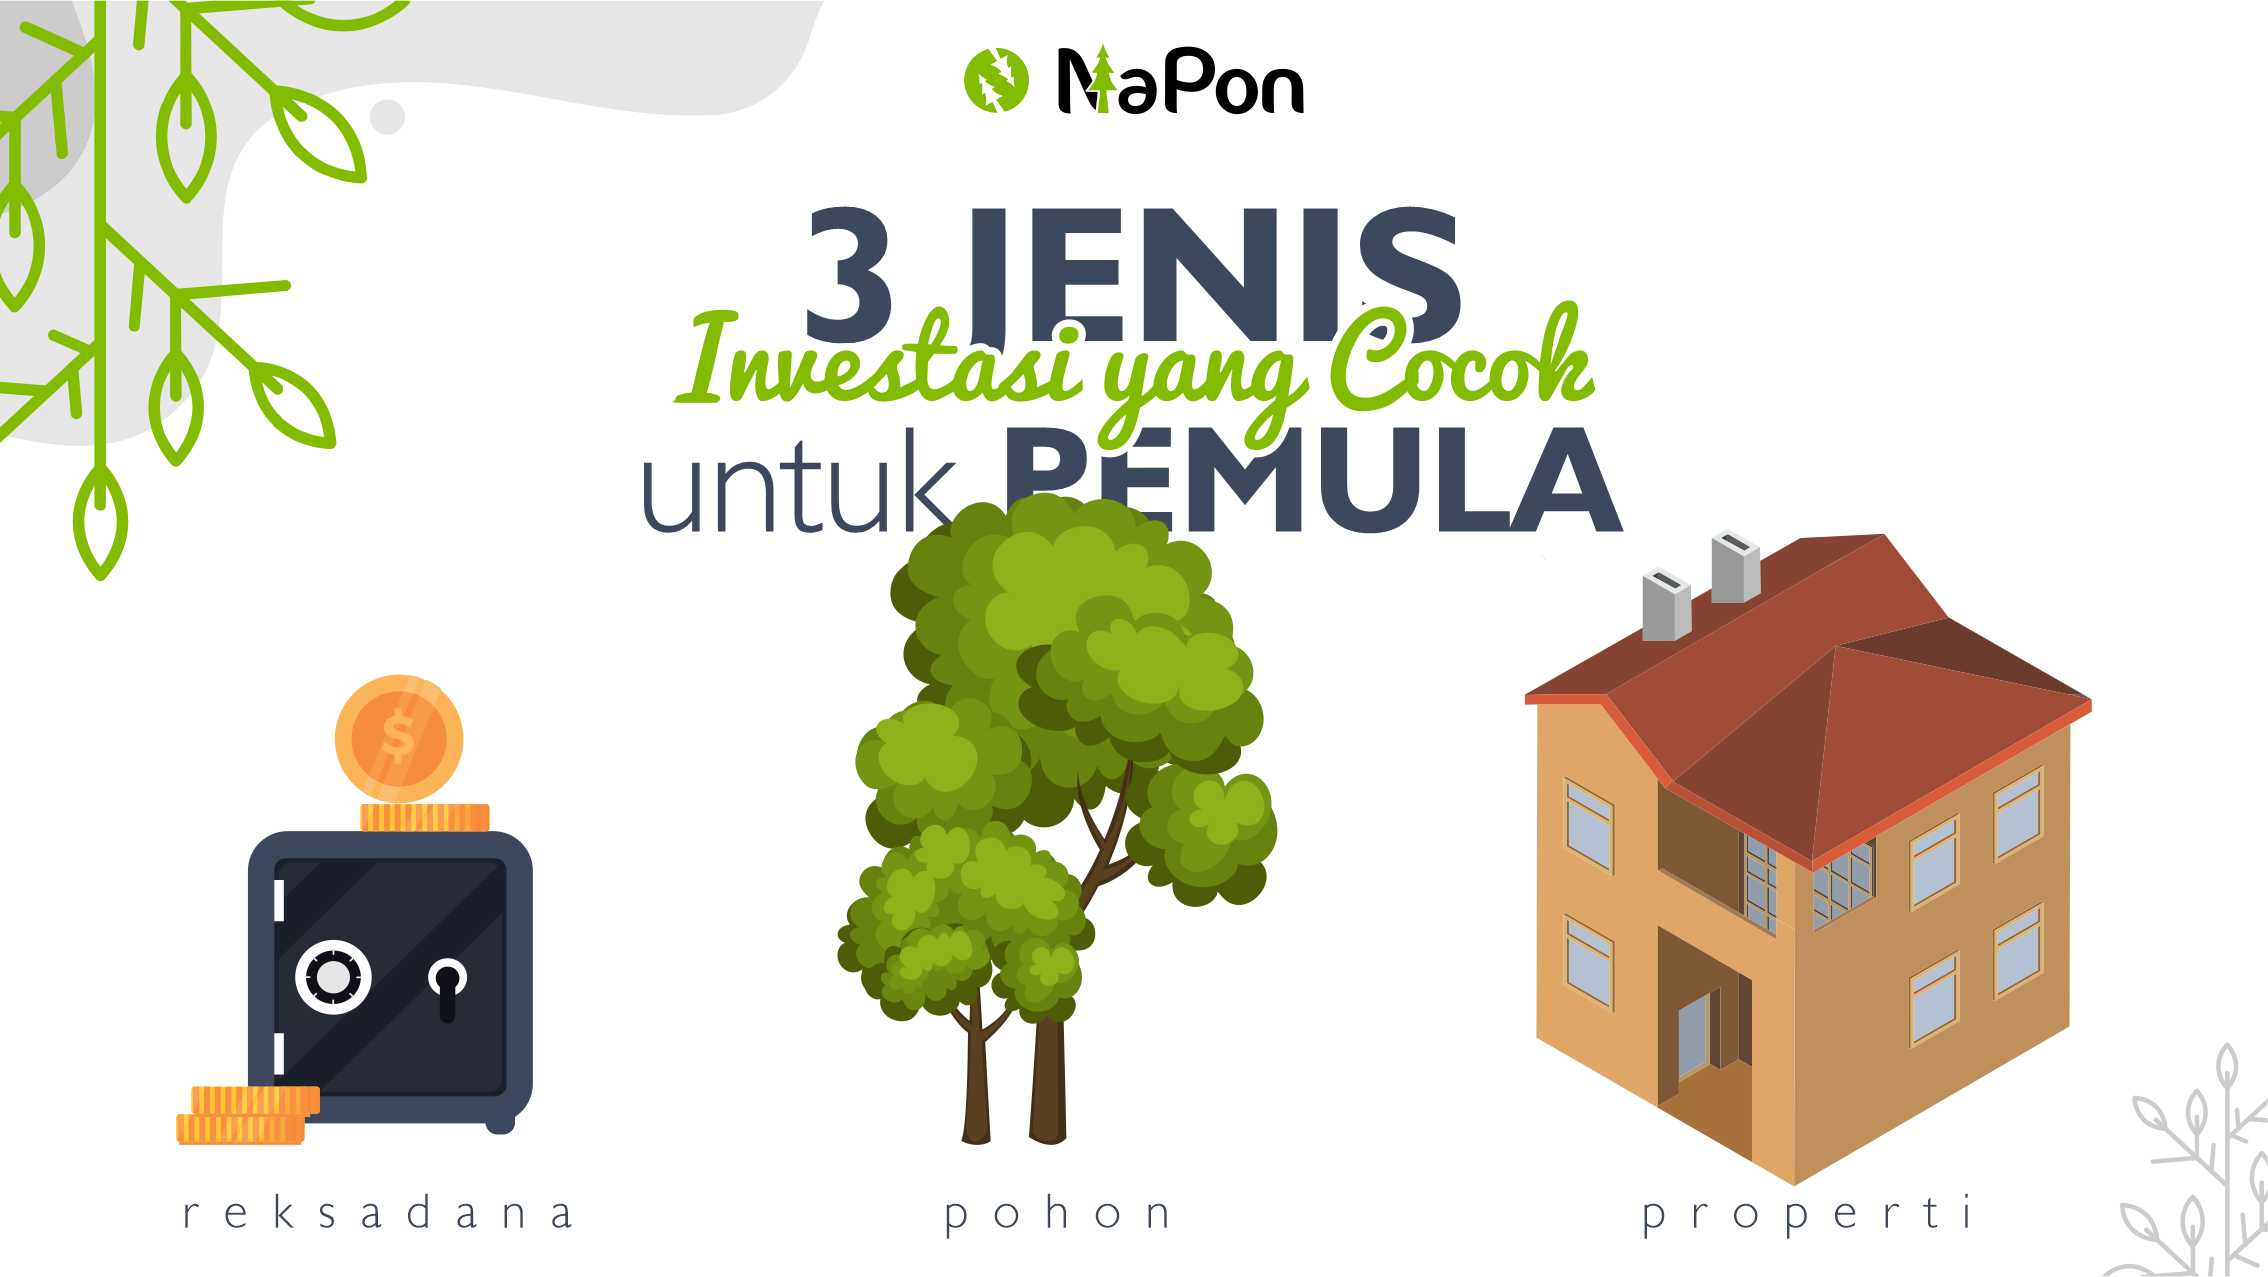 NaPon
3 JENIS
Investasi yang Cocok
untuk PEMULA
$
reksadana
pohon
properti